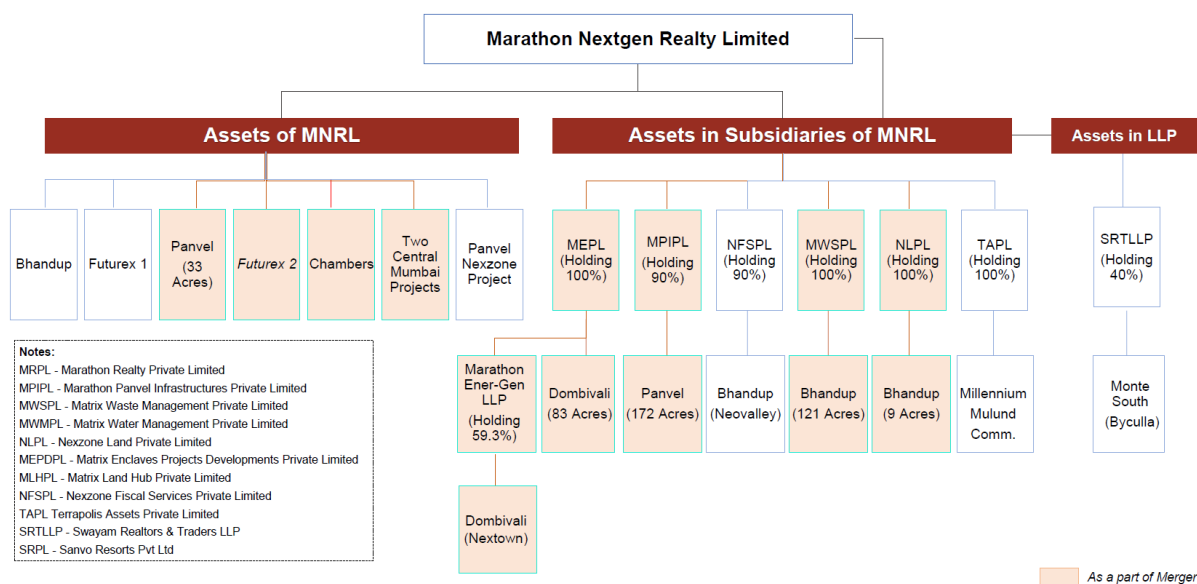 Marathon Nextgen Realty Limited
Assets of MNRL
Assets in Subsidiaries of MNRL
Assets in LLP
Bhandup
Futurex 1
Panvel
(33
Acres)
Futurex 2
Chambers
Two
Central
Mumbai
Projects
Panvel
Nexzone
Project
MEPL
(Holding
100%)
MPIPL
(Holding
90%)
NFSPL
(Holding
90%)
MWSPL
(Holding
100%)
NLPL
(Holding
100%)
TAPL
(Holding
100%)
SRTLLP
(Holding
40%)
Marathon
Ener-Gen
LLP
(Holding
59.3%)
Dombivali
(83 Acres)
Panvel
(172 Acres)
Bhandup
(Neovalley)
Bhandup
(121 Acres)
Bhandup
(9 Acres)
Millennium
Mulund
Comm.
Monte
South
(Byculla)
Dombivali
(Nextown)
Notes:
MRPL - Marathon Realty Private Limited
MPIPL - Marathon Panvel Infrastructures Private Limited
MWSPL - Matrix Waste Management Private Limited
MWMPL - Matrix Water Management Private Limited
NLPL - Nexzone Land Private Limited
MEPDPL - Matrix Enclaves Projects Developments Private Limited
MLHPL - Matrix Land Hub Private Limited
NFSPL - Nexzone Fiscal Services Private Limited
TAPL Terrapolis Assets Private Limited
SRTLLP - Swayam Realtors & Traders LLP
SRPL - Sanvo Resorts Pvt Ltd
As a part of Merger